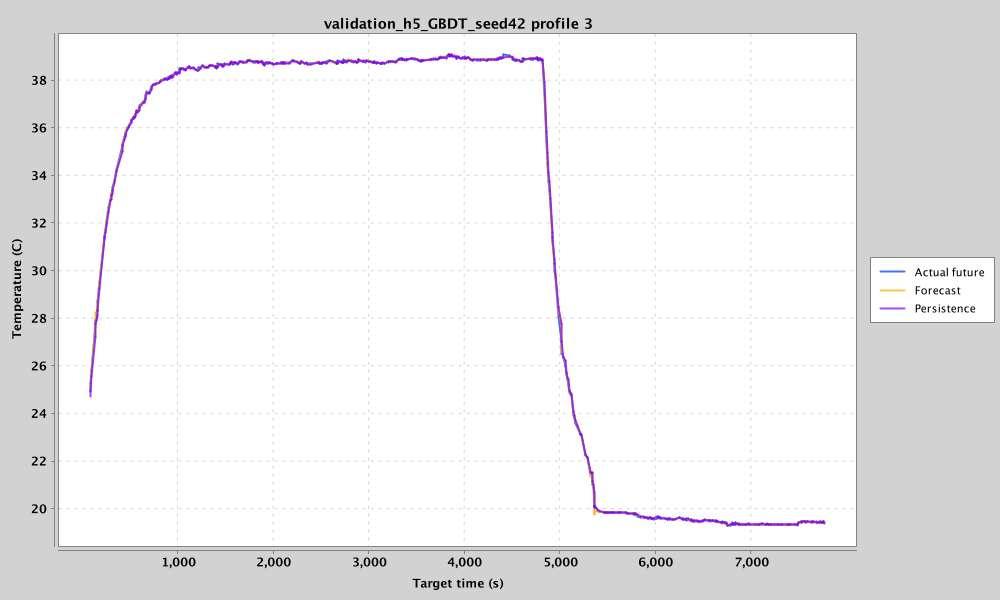 validation_h5_GBDT_seed42 profile 3
Temperature (C)
38
36
34
32
30
28
26
24
22
20
1,000 2,000 3,000 4,000 5,000 6,000 7,000
Target time (s)
Actual future
Forecast
Persistence